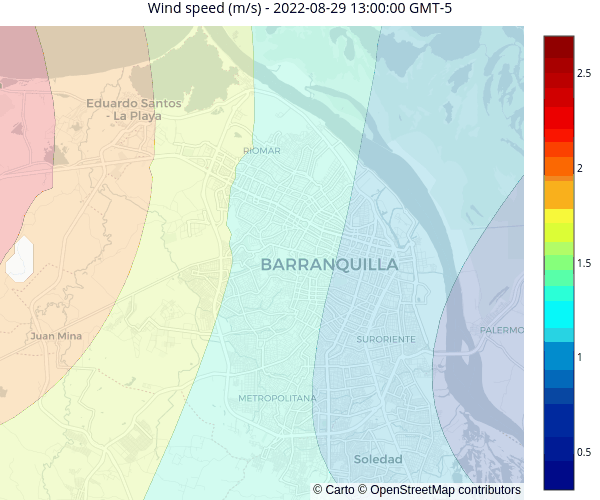 Wind speed (m/s) - 2022-08-29 13:00:00 GMT-5
Eduardo Santos
- La Playa
RIOMAR
BARRANQUILLA
Juan Mina
SURORIENTE
PALERMO
METROPOLITANA
Soledad
© Carto © OpenStreetMap contributors
2.5
2
1.5
1
0.5